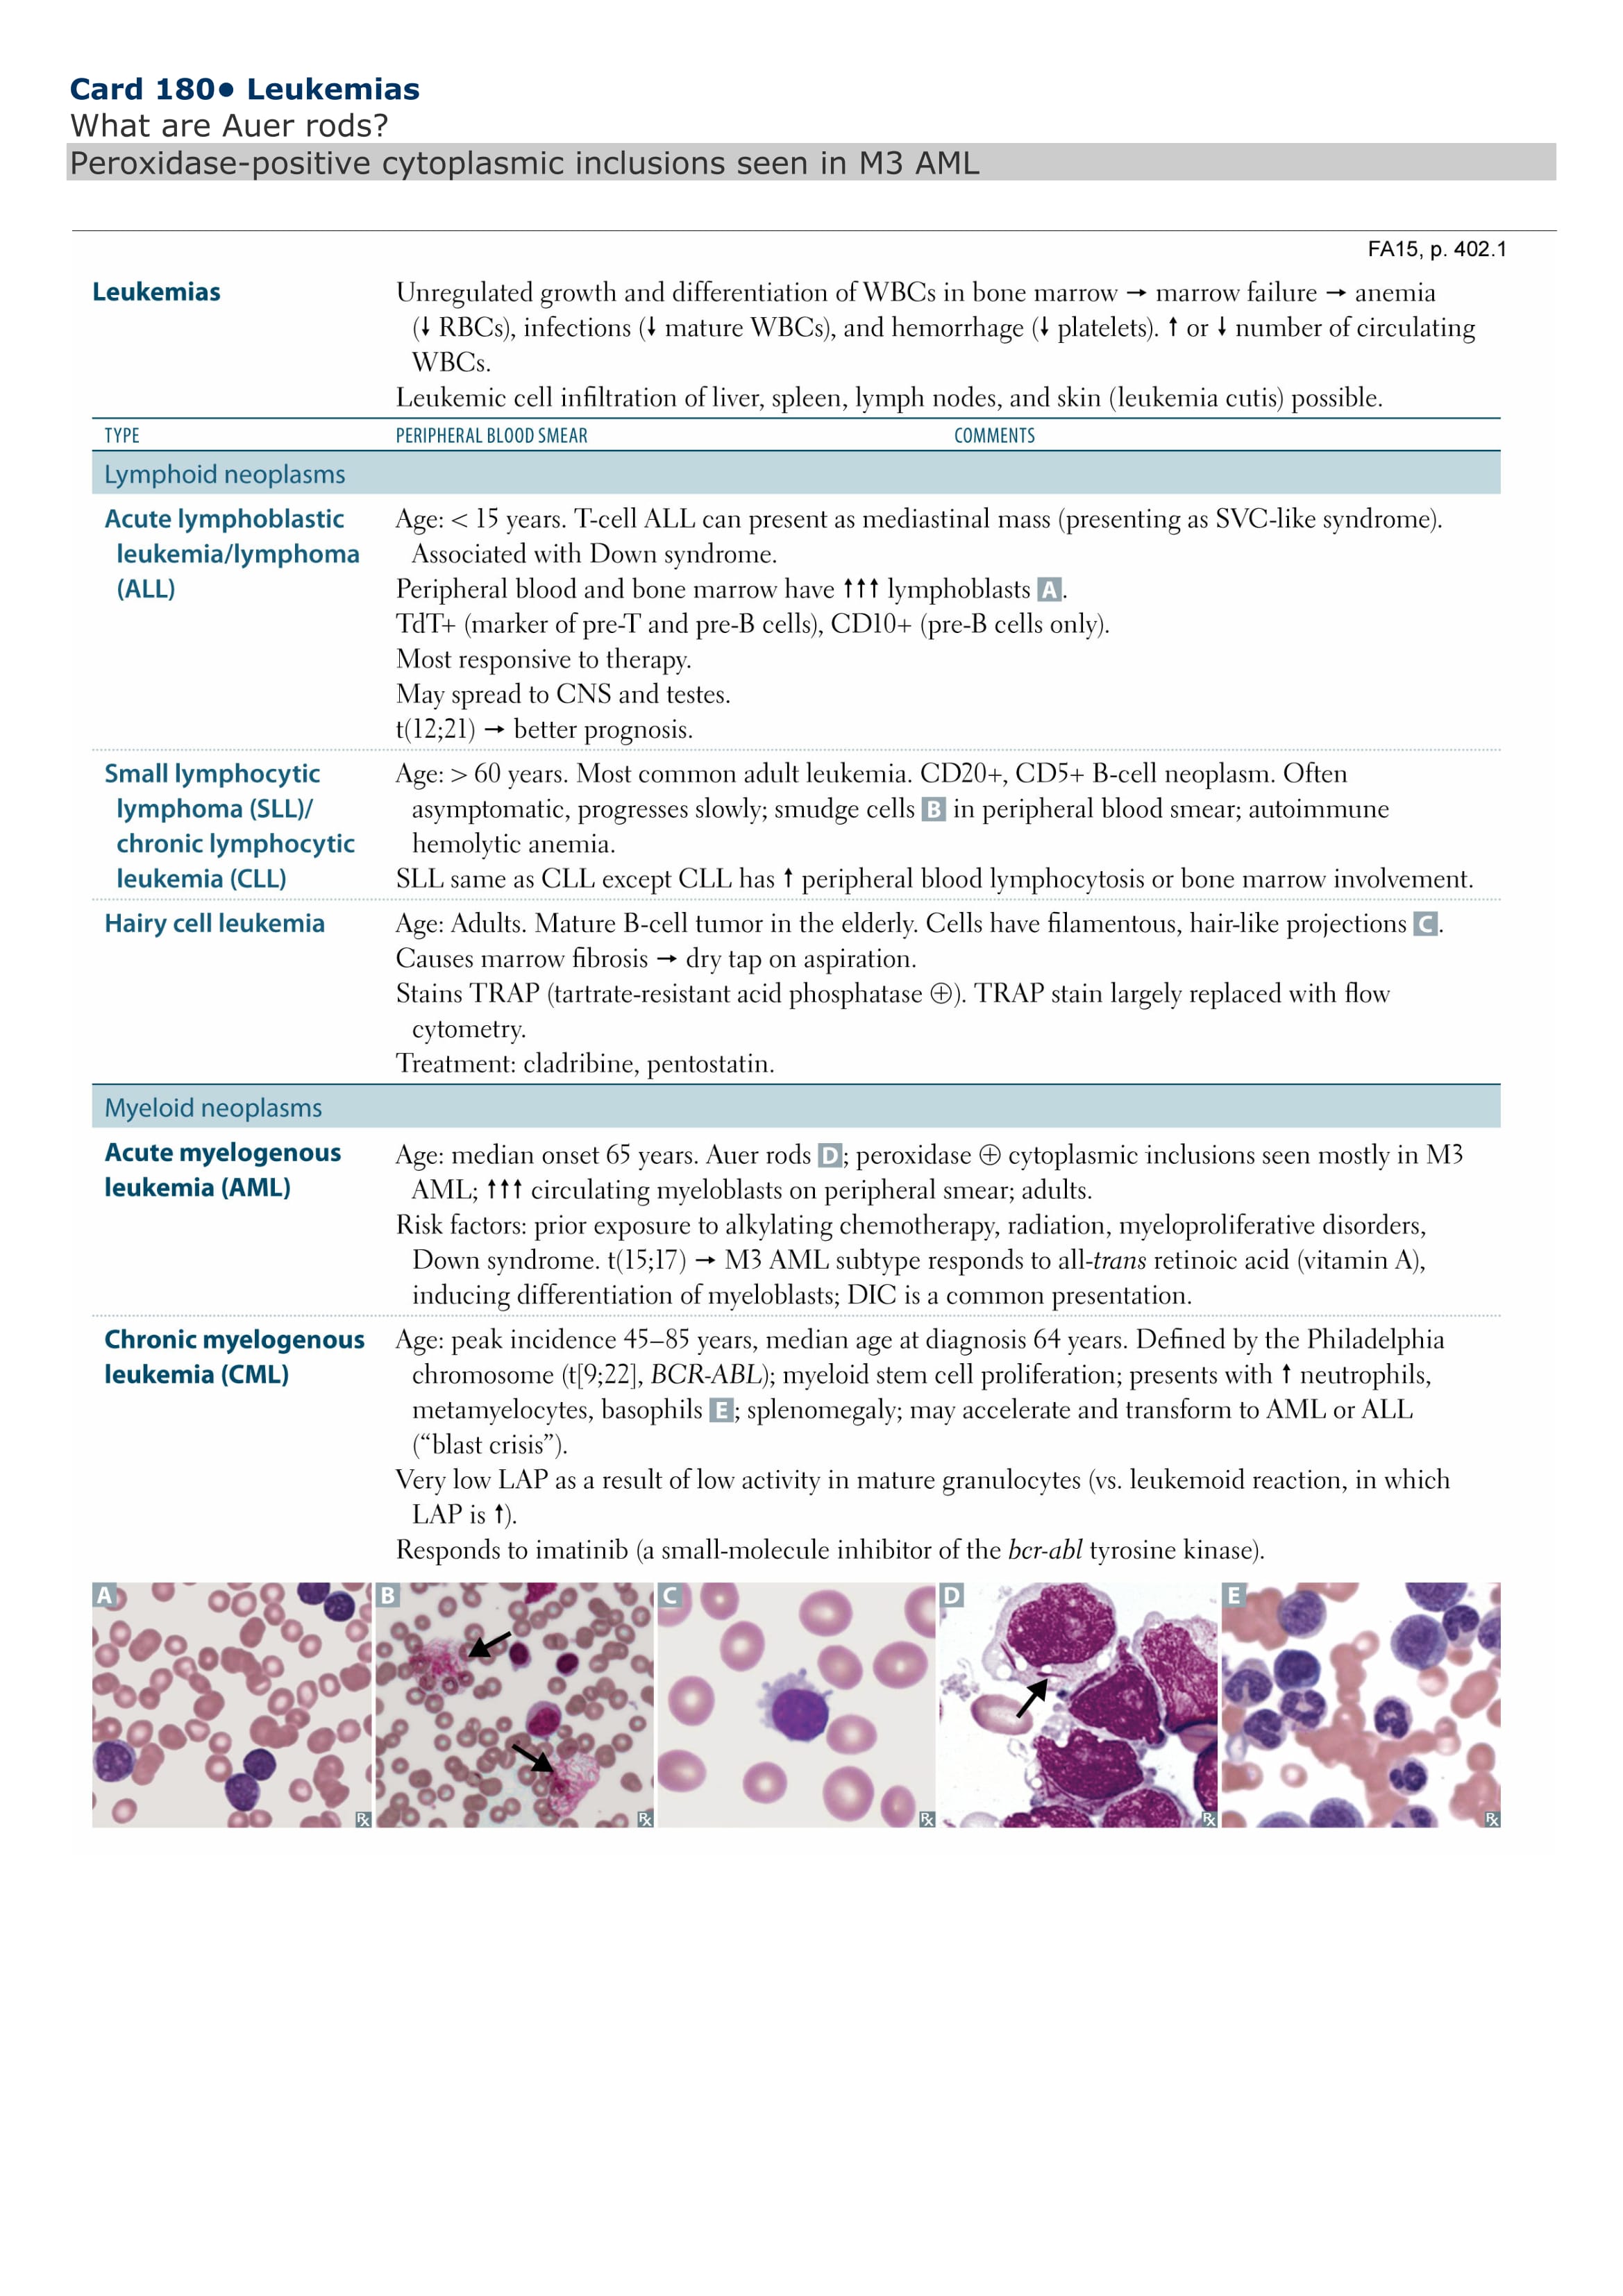 Card 180● Leukemias
What are Auer rods?
Peroxidase-positive cytoplasmic inclusions seen in M3 AML
FA15, p. 402.1
Leukemias
Unregulated growth and differentiation of WBCs in bone marrow → marrow failure → anemia
(↓ RBCs), infections (↓ mature WBCs), and hemorrhage (↓ platelets). ↑ or ↓ number of circulating
WBCs.
Leukemic cell infiltration of liver, spleen, lymph nodes, and skin (leukemia cutis) possible.
TYPE PERIPHERAL BLOOD SMEAR COMMENTS
Lymphoid neoplasms
Acute lymphoblastic
leukemia/lymphoma
(ALL)
Age: < 15 years. T-cell ALL can present as mediastinal mass (presenting as SVC-like syndrome).
Associated with Down syndrome.
Peripheral blood and bone marrow have ↑↑↑ lymphoblasts A.
TdT+ (marker of pre-T and pre-B cells), CD10+ (pre-B cells only).
Most responsive to therapy.
May spread to CNS and testes.
t(12;21) → better prognosis.
Small lymphocytic
lymphoma (SLL)/
chronic lymphocytic
leukemia (CLL)
Age: > 60 years. Most common adult leukemia. CD20+, CD5+ B-cell neoplasm. Often
asymptomatic, progresses slowly; smudge cells B in peripheral blood smear; autoimmune
hemolytic anemia.
SLL same as CLL except CLL has ↑ peripheral blood lymphocytosis or bone marrow involvement.
Hairy cell leukemia
Age: Adults. Mature B-cell tumor in the elderly. Cells have filamentous, hair-like projections C.
Causes marrow fibrosis → dry tap on aspiration.
Stains TRAP (tartrate-resistant acid phosphatase ⊕). TRAP stain largely replaced with flow
cytometry.
Treatment: cladribine, pentostatin.
Myeloid neoplasms
Acute myelogenous
leukemia (AML)
Age: median onset 65 years. Auer rods D; peroxidase ⊕ cytoplasmic inclusions seen mostly in M3
AML; ↑↑↑ circulating myeloblasts on peripheral smear; adults.
Risk factors: prior exposure to alkylating chemotherapy, radiation, myeloproliferative disorders,
Down syndrome. t(15;17) → M3 AML subtype responds to all-trans retinoic acid (vitamin A),
inducing differentiation of myeloblasts; DIC is a common presentation.
Chronic myelogenous
leukemia (CML)
Age: peak incidence 45–85 years, median age at diagnosis 64 years. Defined by the Philadelphia
chromosome (t[9;22], BCR-ABL); myeloid stem cell proliferation; presents with ↑ neutrophils,
metamyelocytes, basophils E; splenomegaly; may accelerate and transform to AML or ALL
(“blast crisis”).
Very low LAP as a result of low activity in mature granulocytes (vs. leukemoid reaction, in which
LAP is ↑).
Responds to imatinib (a small-molecule inhibitor of the bcr-abl tyrosine kinase).
A B C D E
℞ ℞ ℞ ℞ ℞